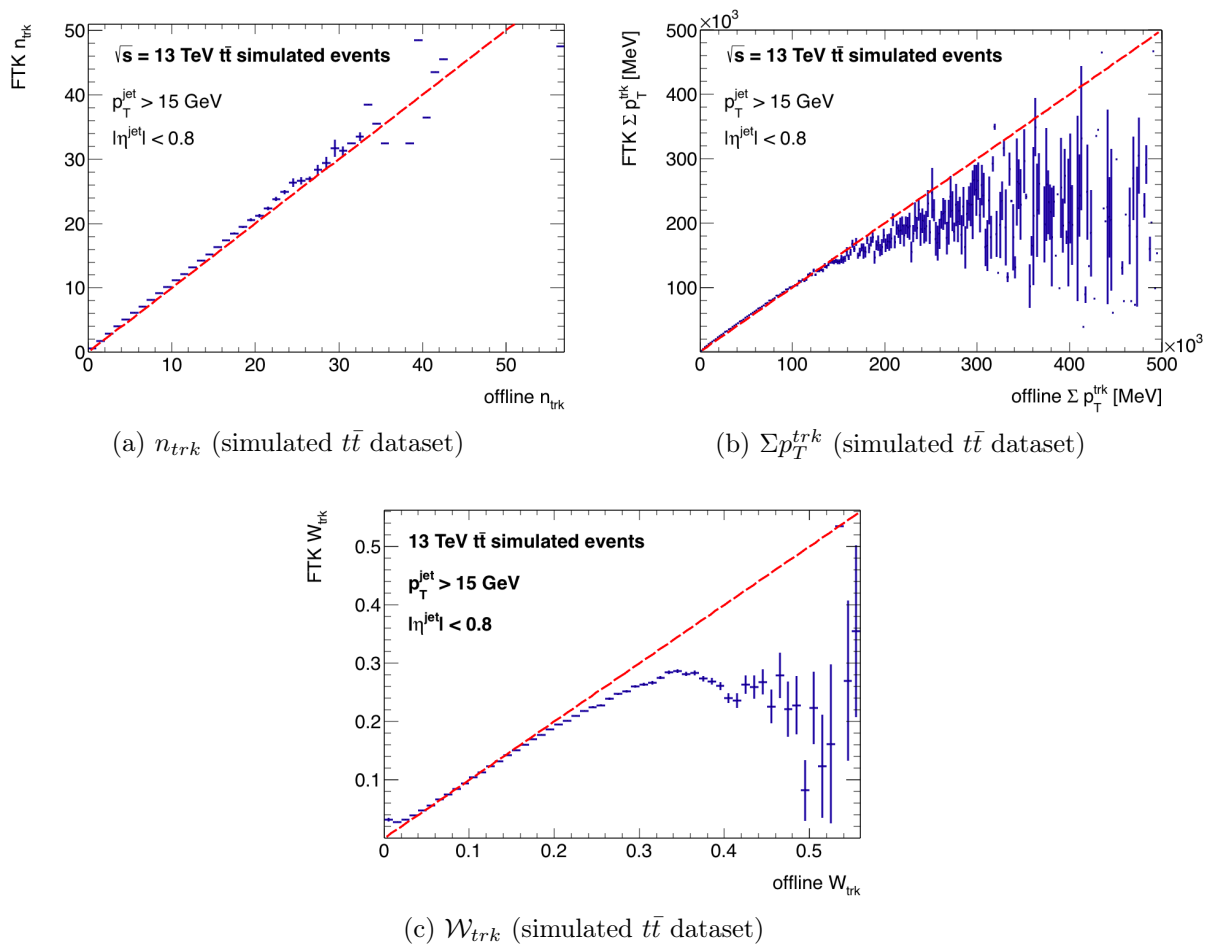 FTK n_trk
50
40
30
20
10
0
√s = 13 TeV tt̄ simulated events
p_T^jet > 15 GeV
|η^jet| < 0.8
0 10 20 30 40 50
offline n_trk
(a) n_trk (simulated tt̄ dataset)
×10³
FTK Σ p_T^trk [MeV]
500
400
300
200
100
√s = 13 TeV tt̄ simulated events
p_T^jet > 15 GeV
|η^jet| < 0.8
0 100 200 300 400 500
×10³
offline Σ p_T^trk [MeV]
(b) Σp_T^trk (simulated tt̄ dataset)
FTK W_trk
0.5
0.4
0.3
0.2
0.1
13 TeV tt̄ simulated events
p_T^jet > 15 GeV
|η^jet| < 0.8
0 0.1 0.2 0.3 0.4 0.5
offline W_trk
(c) 𝒲_trk (simulated tt̄ dataset)